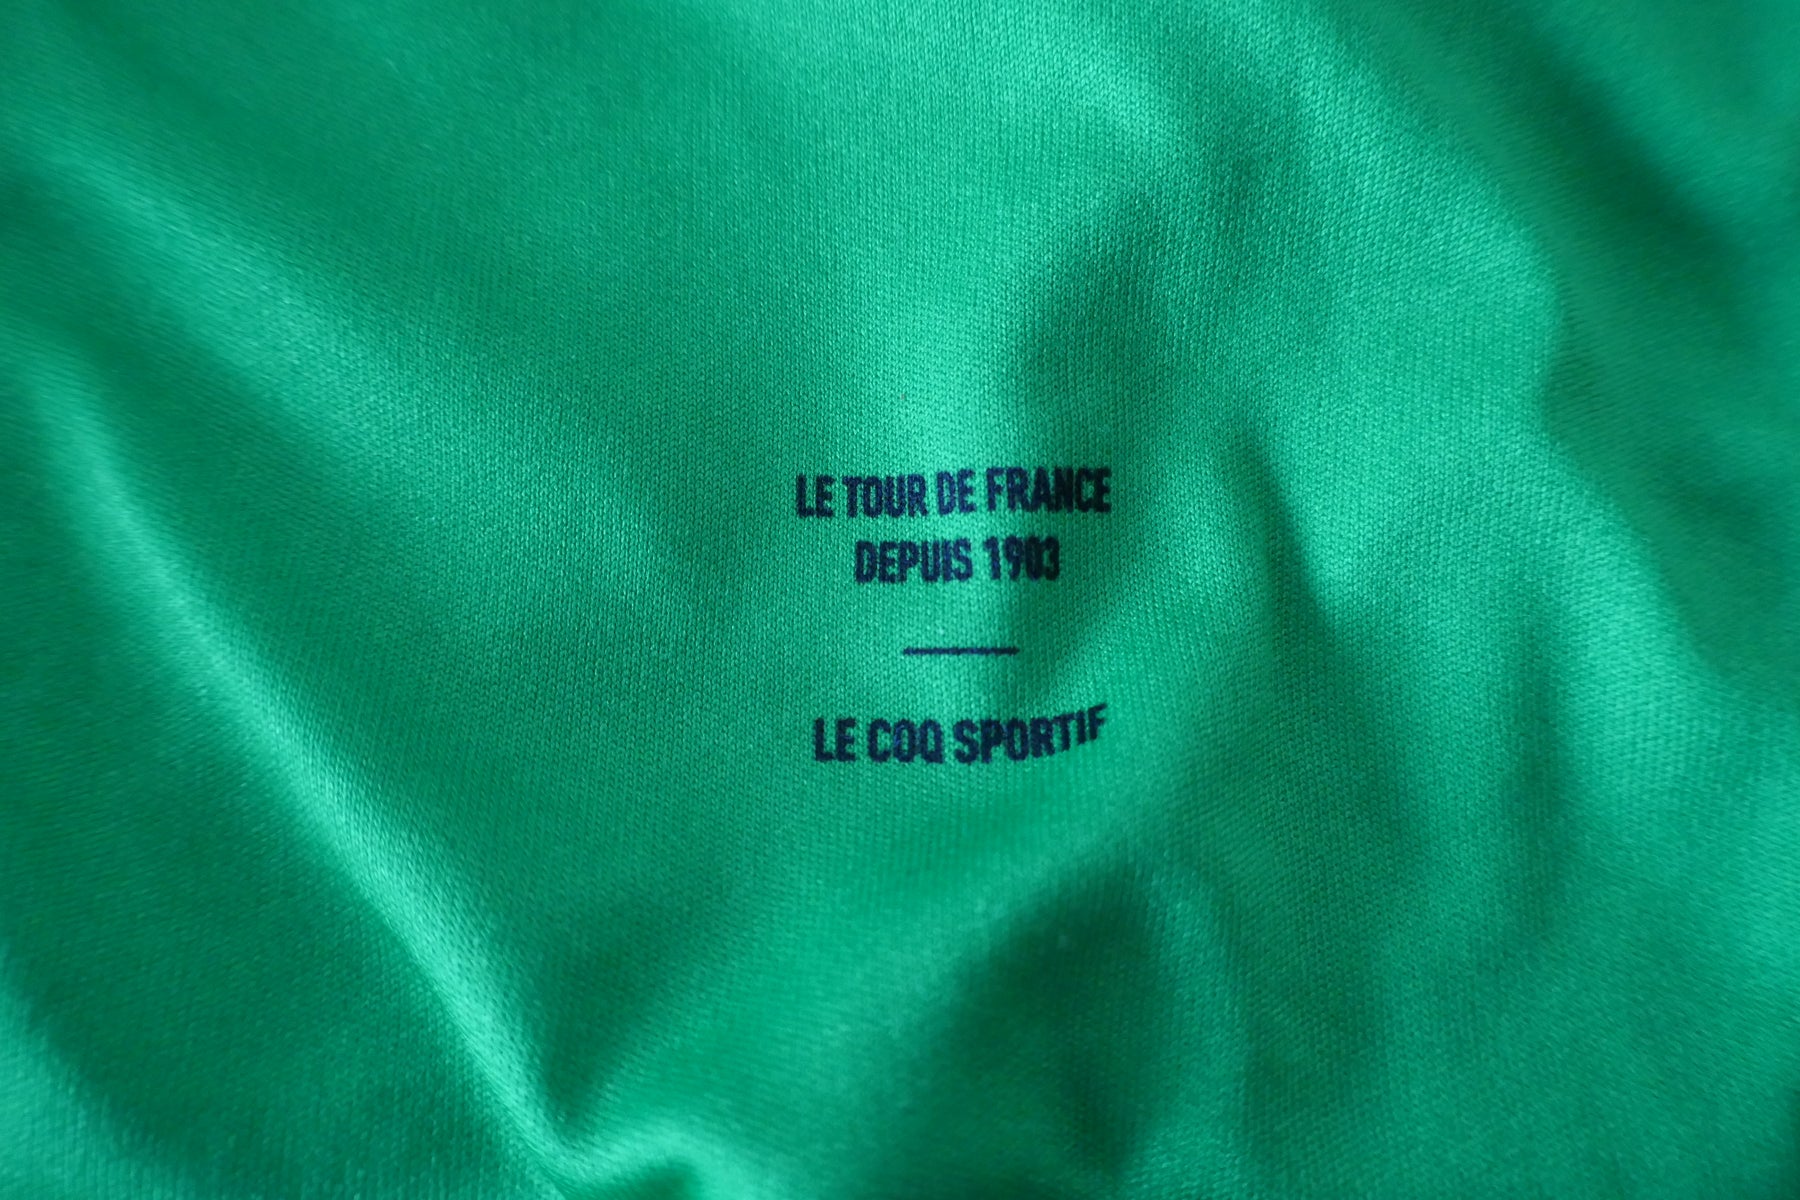 LE TOUR DE FRANCE
DEPUIS 1903
LE COQ SPORTIF